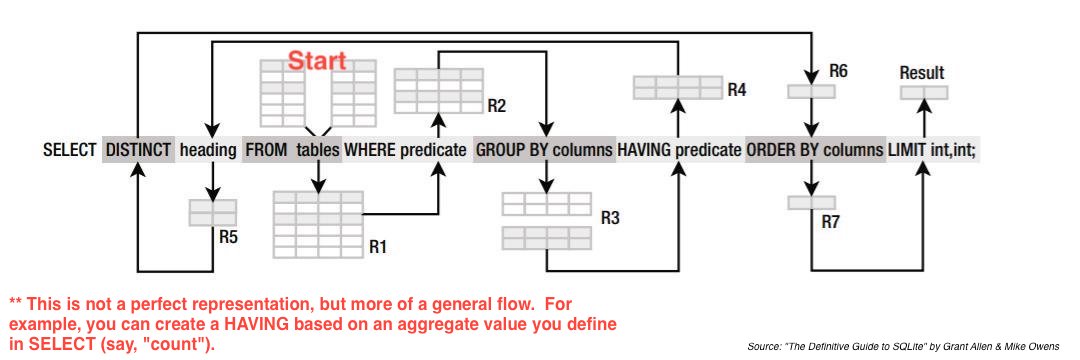 Start
R6
Result
R2
R4
SELECT DISTINCT heading FROM tables WHERE predicate GROUP BY columns HAVING predicate ORDER BY columns LIMIT int,int;
R5
R1
R3
R7
** This is not a perfect representation, but more of a general flow. For
example, you can create a HAVING based on an aggregate value you define
in SELECT (say, "count").
Source: "The Definitive Guide to SQLite" by Grant Allen & Mike Owens